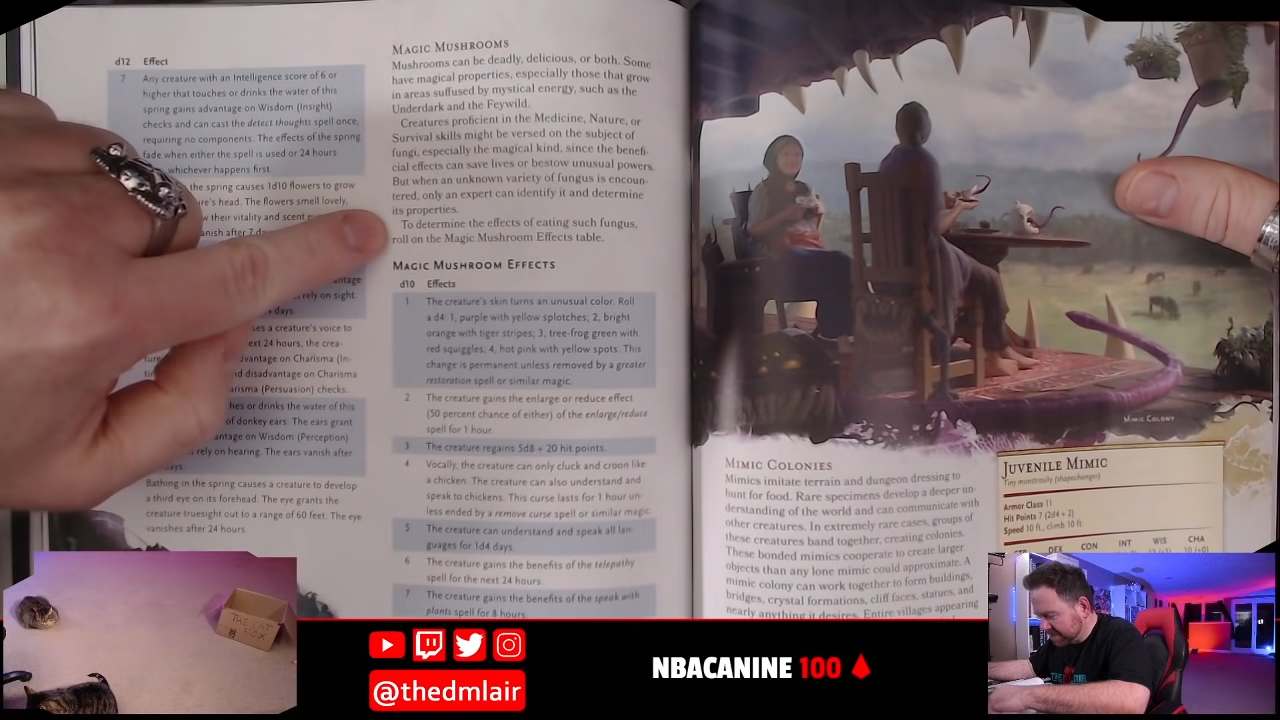 d12 Effect
7 Any creature with an Intelligence score of 6 or
higher that touches or drinks the water of this
spring gains advantage on Wisdom (Insight)
checks and can cast the detect thoughts spell once,
requiring no components. The effects of the spring
fade when either the spell is used or 24 hours
whichever happens first.
the spring causes 1d10 flowers to grow
re's head. The flowers smell lovely,
w their vitality and scent
anish after 7 da
ntage
rely on sight.
days.
ses a creature's voice to
ext 24 hours, the crea-
dvantage on Charisma (In-
d disadvantage on Charisma
arisma (Persuasion) checks.
hes or drinks the water of this
of donkey ears. The ears grant
antage on Wisdom (Perception)
rely on hearing. The ears vanish after
days.
Bathing in the spring causes a creature to develop
a third eye on its forehead. The eye grants the
creature truesight out to a range of 60 feet. The eye
vanishes after 24 hours.
Magic Mushrooms
Mushrooms can be deadly, delicious, or both. Some
have magical properties, especially those that grow
in areas suffused by mystical energy, such as the
Underdark and the Feywild.
Creatures proficient in the Medicine, Nature, or
Survival skills might be versed on the subject of
fungi, especially the magical kind, since the benefi-
cial effects can save lives or bestow unusual powers.
But when an unknown variety of fungus is encoun-
tered, only an expert can identify it and determine
its properties.
To determine the effects of eating such fungus,
roll on the Magic Mushroom Effects table.
Magic Mushroom Effects
d10 Effects
1 The creature's skin turns an unusual color. Roll
a d4: 1, purple with yellow splotches; 2, bright
orange with tiger stripes; 3, tree-frog green with
red squiggles; 4, hot pink with yellow spots. This
change is permanent unless removed by a greater
restoration spell or similar magic.
2 The creature gains the enlarge or reduce effect
(50 percent chance of either) of the enlarge/reduce
spell for 1 hour.
3 The creature regains 5d8 + 20 hit points.
4 Vocally, the creature can only cluck and croon like
a chicken. The creature can also understand and
speak to chickens. This curse lasts for 1 hour un-
less ended by a remove curse spell or similar magic.
5 The creature can understand and speak all lan-
guages for 1d4 days.
6 The creature gains the benefits of the telepathy
spell for the next 24 hours.
7 The creature gains the benefits of the speak with
plants spell for 8 hours.
Mimic Colony
Mimic Colonies
Mimics imitate terrain and dungeon dressing to
hunt for food. Rare specimens develop a deeper un-
derstanding of the world and can communicate with
other creatures. In extremely rare cases, groups of
these creatures band together, creating colonies.
These bonded mimics cooperate to create larger
objects than any lone mimic could approximate. A
mimic colony can work together to form buildings,
bridges, crystal formations, cliff faces, statues, and
nearly anything it desires. Entire villages appearing
Juvenile Mimic
Tiny monstrosity (shapechanger)
Armor Class 11
Hit Points 7 (2d4 + 2)
Speed 10 ft., climb 10 ft.
STR DEX CON INT WIS CHA
10 (+0)
THE CAT
BOX
@thedmlair
NBACANINE 100